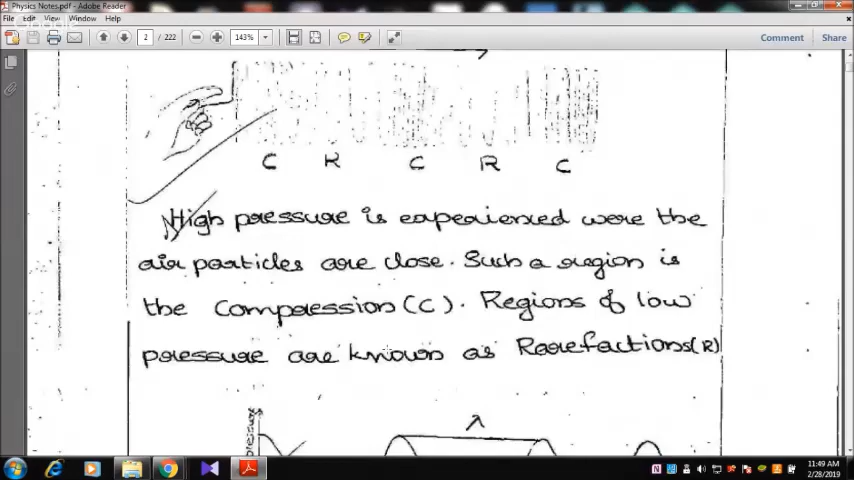 Physics Notes.pdf - Adobe Reader
File Edit View Window Help
2 / 222 143% Comment Share
C R C R C
High pressure is experienced were the
air particles are close. Such a region is
the Compression (C). Regions of low
pressure are known as Rarefactions (R)
pressure
λ
11:49 AM
2/28/2019